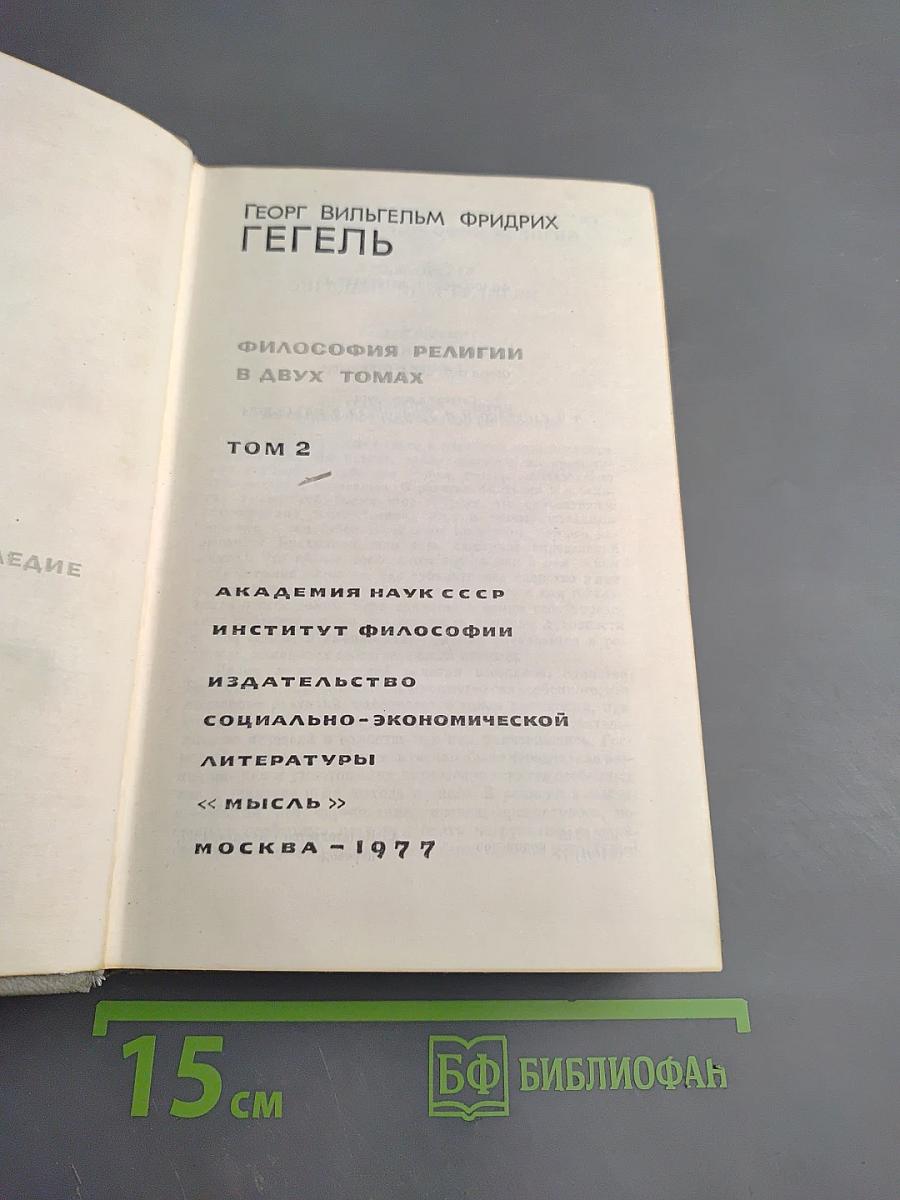 ГЕОРГ ВИЛЬГЕЛЬМ ФРИДРИХ
ГЕГЕЛЬ
ФИЛОСОФИЯ РЕЛИГИИ
В ДВУХ ТОМАХ
ТОМ 2
ЛЕДИЕ
АКАДЕМИЯ НАУК СССР
ИНСТИТУТ ФИЛОСОФИИ
ИЗДАТЕЛЬСТВО
СОЦИАЛЬНО-ЭКОНОМИЧЕСКОЙ
ЛИТЕРАТУРЫ
«МЫСЛЬ»
МОСКВА-1977
15 СМ
БФ БИБЛИОФАН